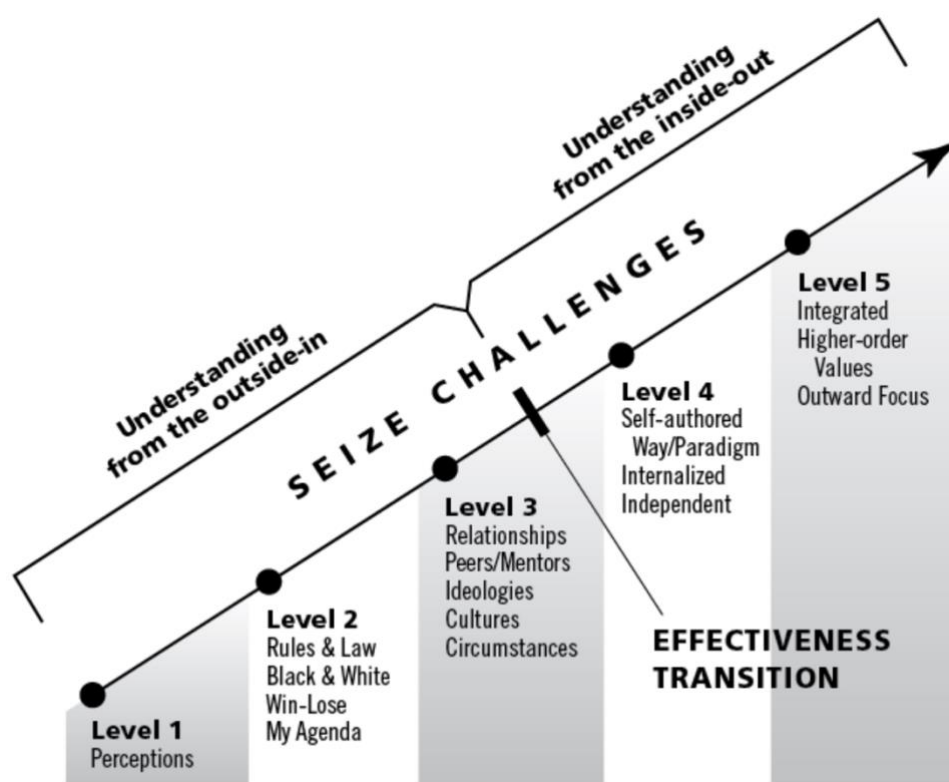 Understanding
from the inside-out
Understanding
from the outside-in
SEIZE CHALLENGES
Level 5
Integrated
Higher-order
Values
Outward Focus
Level 4
Self-authored
Way/Paradigm
Internalized
Independent
Level 3
Relationships
Peers/Mentors
Ideologies
Cultures
Circumstances
Level 2
Rules & Law
Black & White
Win-Lose
My Agenda
EFFECTIVENESS
TRANSITION
Level 1
Perceptions